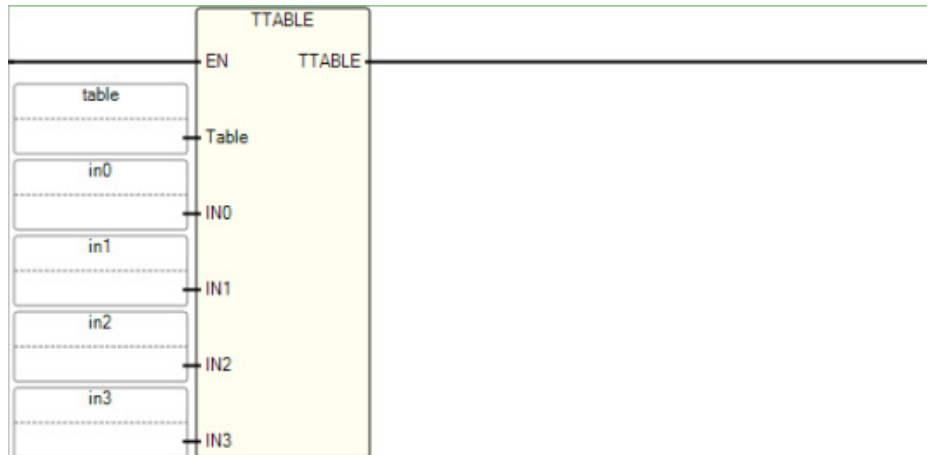 TTABLE
EN TTABLE
table
Table
in0
IN0
in1
IN1
in2
IN2
in3
IN3